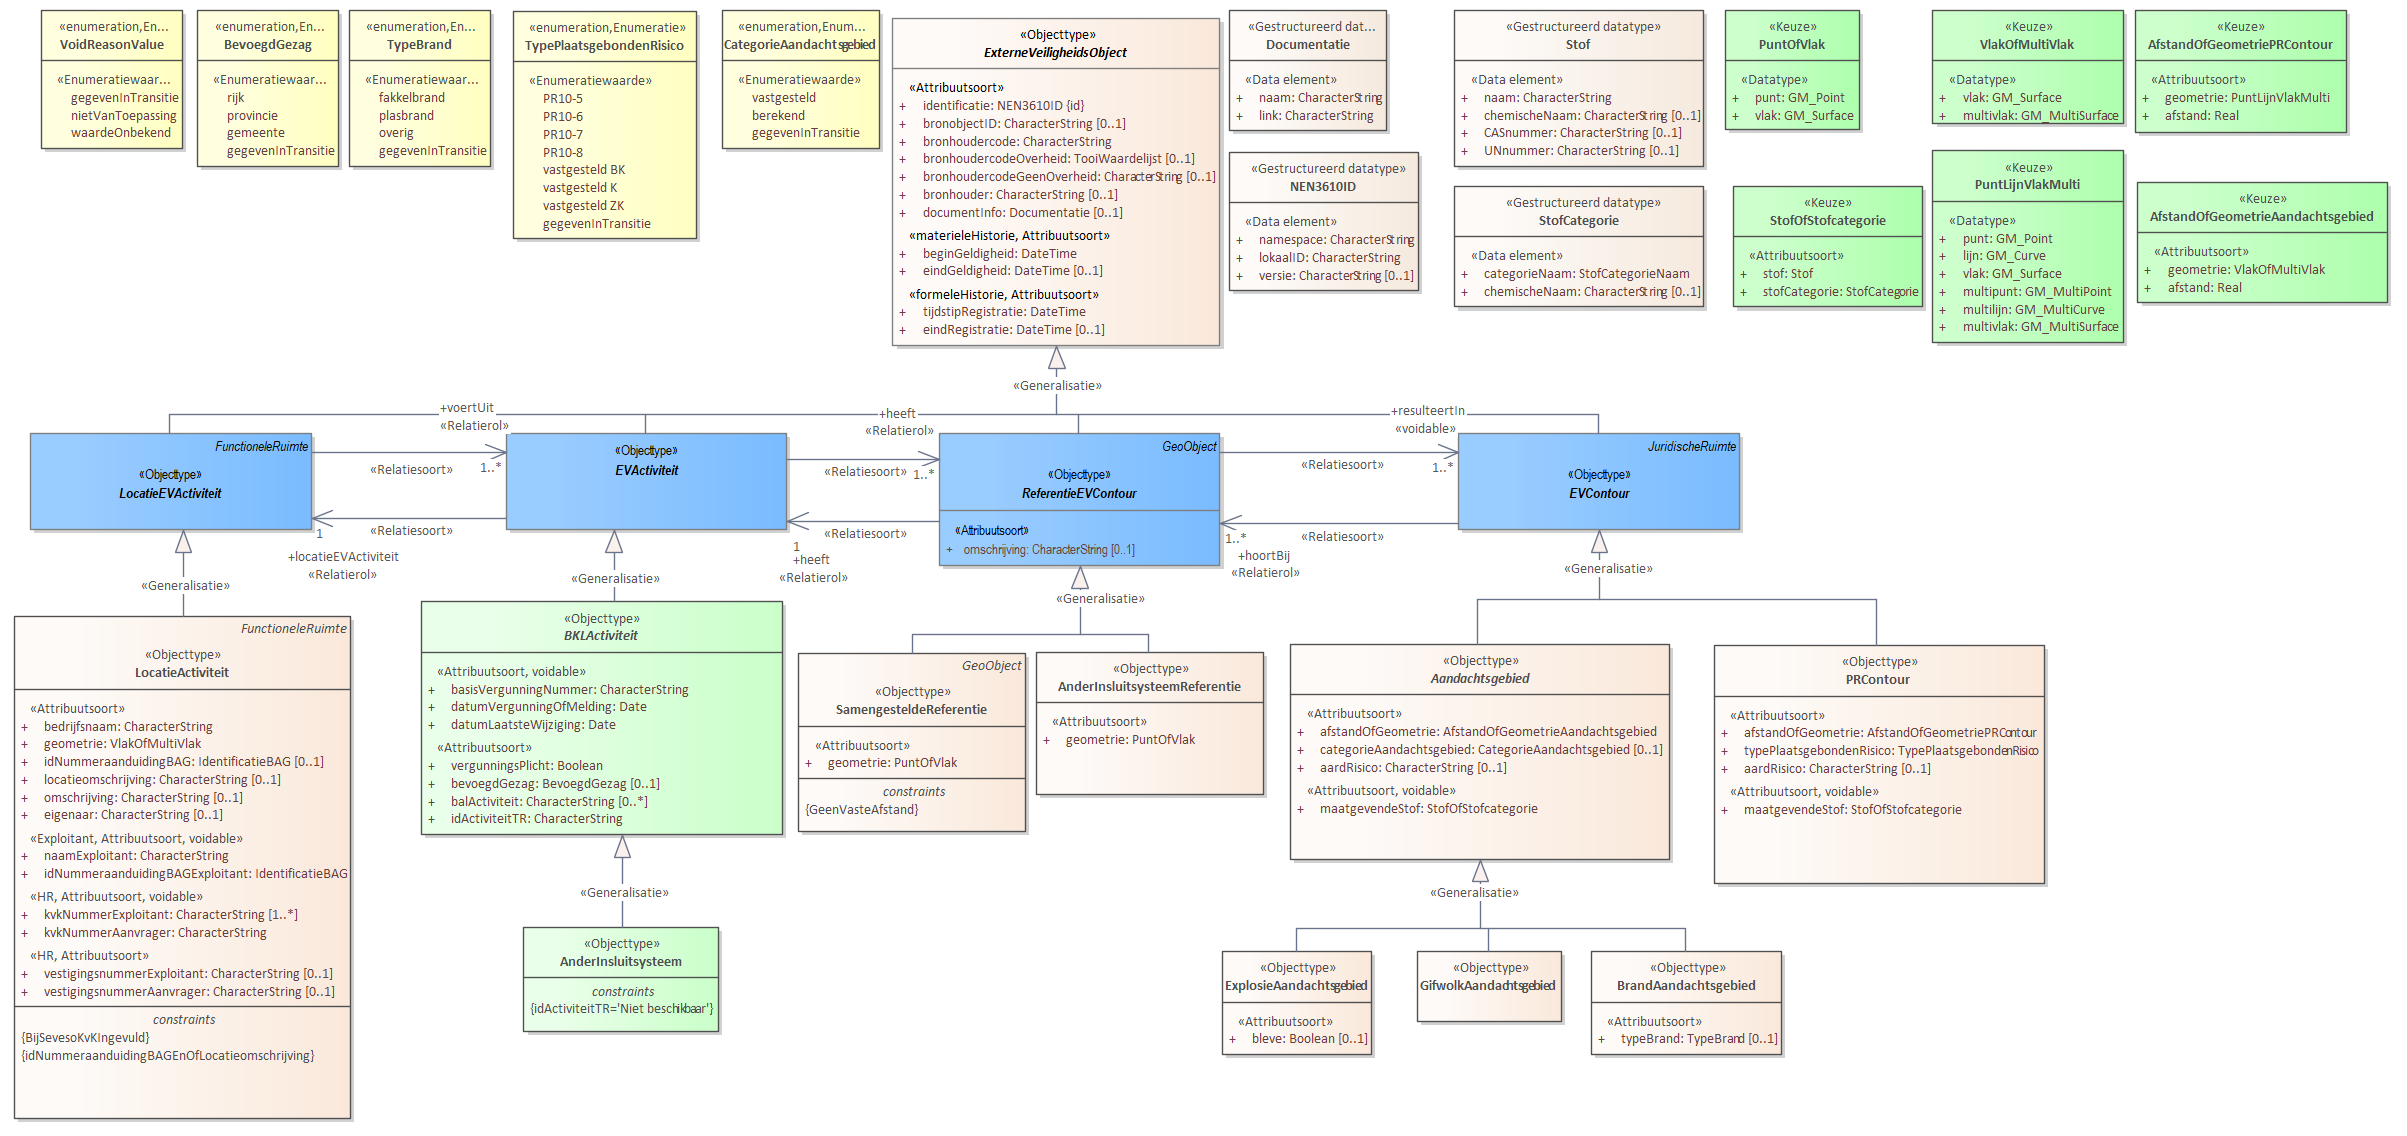 «enumeration,En...
VoidReasonValue
«Enumeratiewaar...
gegevenInTransitie
nietVanToepassing
waardeOnbekend
«enumeration,En...
BevoegdGezag
«Enumeratiewaar...
rijk
provincie
gemeente
gegevenInTransitie
«enumeration,En...
TypeBrand
«Enumeratiewaar...
fakkelbrand
plasbrand
overig
gegevenInTransitie
«enumeration,Enumeratie»
TypePlaatsgebondenRisico
«Enumeratiewaarde»
PR10-5
PR10-6
PR10-7
PR10-8
vastgesteld BK
vastgesteld K
vastgesteld ZK
gegevenInTransitie
«enumeration,Enum...
CategorieAandachtsgebied
«Enumeratiewaarde»
vastgesteld
berekend
gegevenInTransitie
«Objecttype»
ExterneVeiligheidsObject
«Attribuutsoort»
+ identificatie: NEN3610ID {id}
+ bronobjectID: CharacterString [0..1]
+ bronhoudercode: CharacterString
+ bronhoudercodeOverheid: TooiWaardelijst [0..1]
+ bronhoudercodeGeenOverheid: CharacterString [0..1]
+ bronhouder: CharacterString [0..1]
+ documentInfo: Documentatie [0..1]
«materieleHistorie, Attribuutsoort»
+ beginGeldigheid: DateTime
+ eindGeldigheid: DateTime [0..1]
«formeleHistorie, Attribuutsoort»
+ tijdstipRegistratie: DateTime
+ eindRegistratie: DateTime [0..1]
«Gestructureerd dat...
Documentatie
«Data element»
+ naam: CharacterString
+ link: CharacterString
«Gestructureerd datatype»
NEN3610ID
«Data element»
+ namespace: CharacterString
+ lokaalID: CharacterString
+ versie: CharacterString [0..1]
«Gestructureerd datatype»
Stof
«Data element»
+ naam: CharacterString
+ chemischeNaam: CharacterString [0..1]
+ CASnummer: CharacterString [0..1]
+ UNnummer: CharacterString [0..1]
«Gestructureerd datatype»
StofCategorie
«Data element»
+ categorieNaam: StofCategorieNaam
+ chemischeNaam: CharacterString [0..1]
«Keuze»
PuntOfVlak
«Datatype»
+ punt: GM_Point
+ vlak: GM_Surface
«Keuze»
StofOfStofcategorie
«Attribuutsoort»
+ stof: Stof
+ stofCategorie: StofCategorie
«Keuze»
VlakOfMultiVlak
«Datatype»
+ vlak: GM_Surface
+ multivlak: GM_MultiSurface
«Keuze»
PuntLijnVlakMulti
«Datatype»
+ punt: GM_Point
+ lijn: GM_Curve
+ vlak: GM_Surface
+ multipunt: GM_MultiPoint
+ multilijn: GM_MultiCurve
+ multivlak: GM_MultiSurface
«Keuze»
AfstandOfGeometriePRContour
«Attribuutsoort»
+ geometrie: PuntLijnVlakMulti
+ afstand: Real
«Keuze»
AfstandOfGeometrieAandachtsgebied
«Attribuutsoort»
+ geometrie: VlakOfMultiVlak
+ afstand: Real
«Generalisatie»
+voertUit
«Relatierol»
+heeft
«Relatierol»
+resulteertIn
«voidable»
FunctioneleRuimte
«Objecttype»
LocatieEVActiviteit
«Relatiesoort»
1..*
«Relatiesoort»
1
+locatieEVActiviteit
«Relatierol»
«Objecttype»
EVActiviteit
«Relatiesoort»
1..*
«Relatiesoort»
1
+heeft
«Relatierol»
GeoObject
«Objecttype»
ReferentieEVContour
«Attribuutsoort»
+ omschrijving: CharacterString [0..1]
«Relatiesoort»
1..*
«Relatiesoort»
1..*
+hoortBij
«Relatierol»
JuridischeRuimte
«Objecttype»
EVContour
«Generalisatie»
«Generalisatie»
«Generalisatie»
«Generalisatie»
FunctioneleRuimte
«Objecttype»
LocatieActiviteit
«Attribuutsoort»
+ bedrijfsnaam: CharacterString
+ geometrie: VlakOfMultiVlak
+ idNummeraanduidingBAG: IdentificatieBAG [0..1]
+ locatieomschrijving: CharacterString [0..1]
+ omschrijving: CharacterString [0..1]
+ eigenaar: CharacterString [0..1]
«Exploitant, Attribuutsoort, voidable»
+ naamExploitant: CharacterString
+ idNummeraanduidingBAGExploitant: IdentificatieBAG
«HR, Attribuutsoort, voidable»
+ kvkNummerExploitant: CharacterString [1..*]
+ kvkNummerAanvrager: CharacterString
«HR, Attribuutsoort»
+ vestigingsnummerExploitant: CharacterString [0..1]
+ vestigingsnummerAanvrager: CharacterString [0..1]
constraints
{BijSevesoKvKIngevuld}
{idNummeraanduidingBAGEnOfLocatieomschrijving}
«Objecttype»
BKLActiviteit
«Attribuutsoort, voidable»
+ basisVergunningNummer: CharacterString
+ datumVergunningOfMelding: Date
+ datumLaatsteWijziging: Date
«Attribuutsoort»
+ vergunningsPlicht: Boolean
+ bevoegdGezag: BevoegdGezag [0..1]
+ balActiviteit: CharacterString [0..*]
+ idActiviteitTR: CharacterString
«Generalisatie»
«Objecttype»
AnderInsluitsysteem
constraints
{idActiviteitTR='Niet beschikbaar'}
GeoObject
«Objecttype»
SamengesteldeReferentie
«Attribuutsoort»
+ geometrie: PuntOfVlak
constraints
{GeenVasteAfstand}
«Objecttype»
AnderInsluitsysteemReferentie
«Attribuutsoort»
+ geometrie: PuntOfVlak
«Objecttype»
Aandachtsgebied
«Attribuutsoort»
+ afstandOfGeometrie: AfstandOfGeometrieAandachtsgebied
+ categorieAandachtsgebied: CategorieAandachtsgebied [0..1]
+ aardRisico: CharacterString [0..1]
«Attribuutsoort, voidable»
+ maatgevendeStof: StofOfStofcategorie
«Objecttype»
PRContour
«Attribuutsoort»
+ afstandOfGeometrie: AfstandOfGeometriePRContour
+ typePlaatsgebondenRisico: TypePlaatsgebondenRisico
+ aardRisico: CharacterString [0..1]
«Attribuutsoort, voidable»
+ maatgevendeStof: StofOfStofcategorie
«Generalisatie»
«Objecttype»
ExplosieAandachtsgebied
«Attribuutsoort»
+ bleve: Boolean [0..1]
«Objecttype»
GifwolkAandachtsgebied
«Objecttype»
BrandAandachtsgebied
«Attribuutsoort»
+ typeBrand: TypeBrand [0..1]